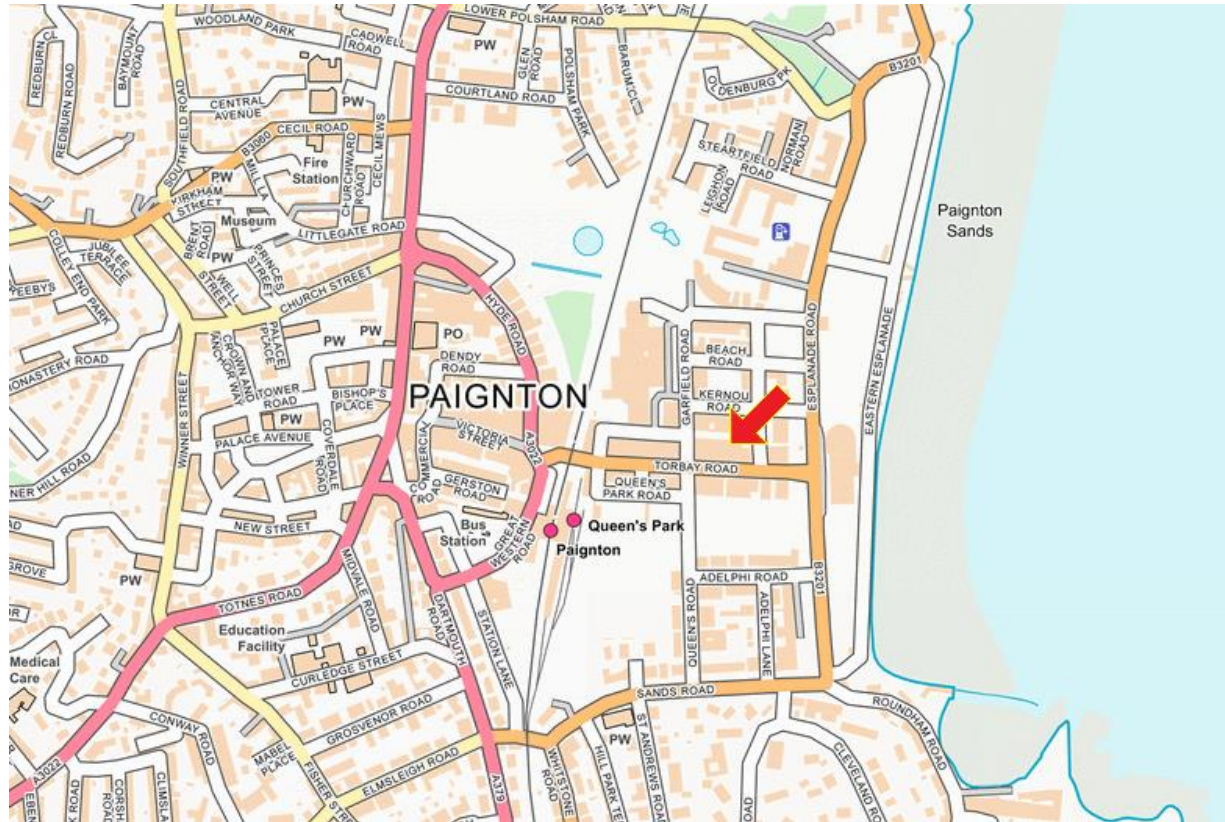 LOWER POLSHAM ROAD
WOODLAND PARK
CADWELL
ROAD
PW
REDBURN CL
BAYMOUNT
ROAD
REDBURN ROAD
GLEN
ROAD
POLSHAM PARK
BARUM CL
B3201
COURTLAND ROAD
CENTRAL
AVENUE
PW
SOUTHFIELD ROAD
CECIL ROAD
B3060
CECIL MEWS
CHURCHWARD
ROAD
Fire
Station
MILL LA
PW
KIRKHAM
STREET
STEARTFIELD
ROAD
NORMAN
ROAD
LEIGHON
ROAD
Paignton
Sands
Museum
LITTLEGATE ROAD
BRENT
ROAD
PW
PRINCES
STREET
JUBILEE
TERRACE
COLLEY END PARK
WELL
STREET
CHURCH STREET
HYDE ROAD
PEEBYS
PALACE
PLACE
PW
PW
PO
DENDY
ROAD
GARFIELD ROAD
BEACH
ROAD
ESPLANADE ROAD
EASTERN ESPLANADE
MONASTERY ROAD
CROWN AND
ANCHOR WAY
TOWER
ROAD
BISHOP'S
PLACE
PAIGNTON
KERNOU
ROAD
PW
PALACE AVENUE
WINNER STREET
COVERDALE
ROAD
COMMERCIAL
ROAD
VICTORIA
STREET
A3022
TORBAY ROAD
NER HILL ROAD
GERSTON
ROAD
QUEEN'S
PARK ROAD
NEW STREET
Bus
Station
GREAT
WESTERN
ROAD
Queen's Park
Paignton
GROVE
PW
MIDVALE ROAD
ADELPHI ROAD
B3201
TOTNES ROAD
DARTMOUTH
ROAD
STATION LANE
QUEEN'S ROAD
ADELPHI LANE
Education
Facility
Medical
Care
CURLEDGE STREET
SANDS ROAD
ROUNDHAM ROAD
CONWAY ROAD
GROSVENOR ROAD
MABEL
PLACE
PW
ST ANDREWS ROAD
CLEVELAND ROAD
A3022
ELMSLEIGH ROAD
FISHER ST
A379
WHITSTONE
ROAD
HILL PARK TE
ROAD